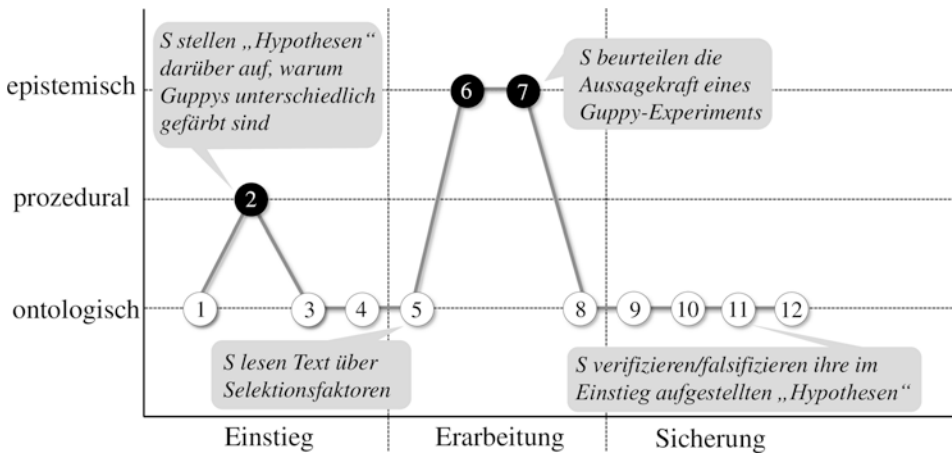 S stellen „Hypothesen“
darüber auf, warum
Guppys unterschiedlich
gefärbt sind
S beurteilen die
Aussagekraft eines
Guppy-Experiments
epistemisch
6 7
prozedural
2
ontologisch
1 3 4 5 8 9 10 11 12
S lesen Text über
Selektionsfaktoren
S verifizieren/falsifizieren ihre im
Einstieg aufgestellten „Hypothesen“
Einstieg Erarbeitung Sicherung